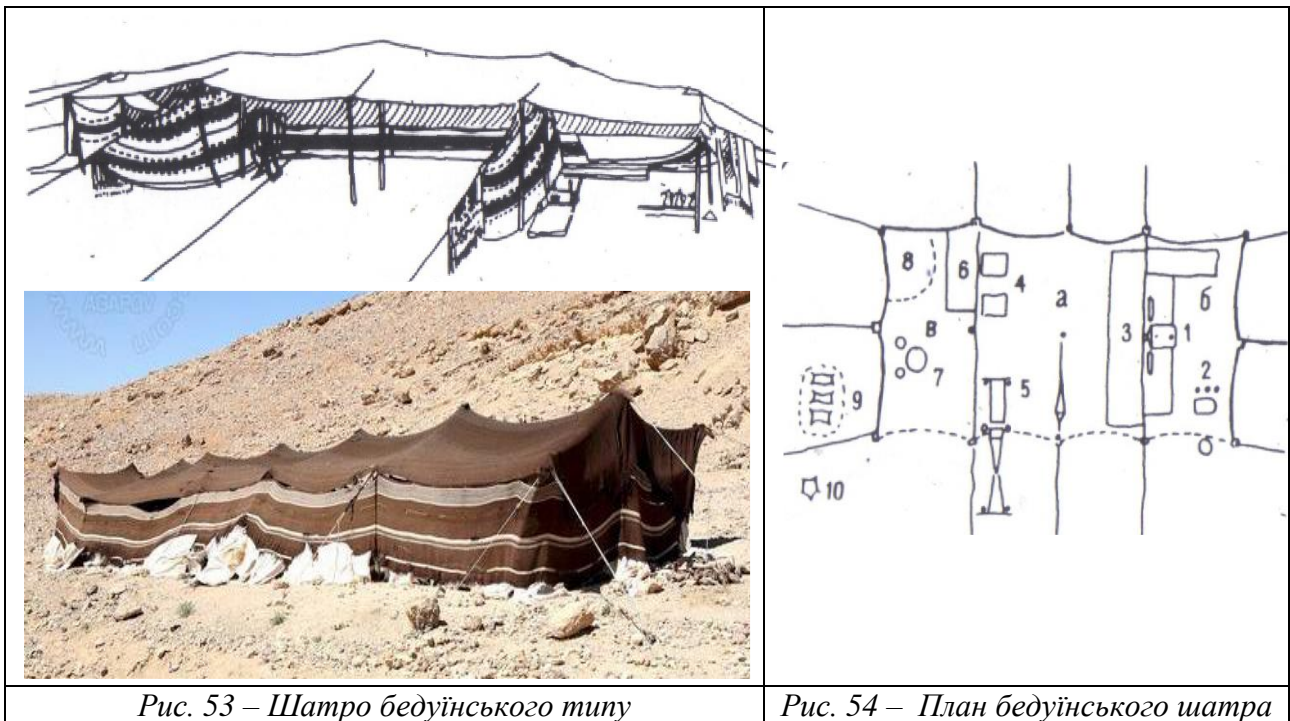 AGAPOV
8
6
4
а
б
в
3
1
7
5
2
9
10
Рис. 53 – Шатро бедуїнського типу
Рис. 54 – План бедуїнського шатра